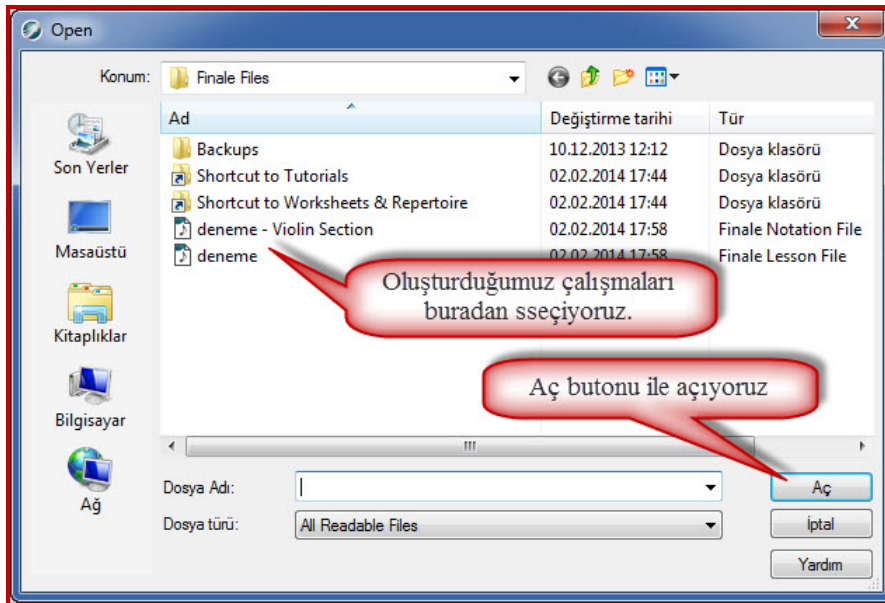 Open
Konum: Finale Files
Ad Değiştirme tarihi Tür
Backups 10.12.2013 12:12 Dosya klasörü
Shortcut to Tutorials 02.02.2014 17:44 Dosya klasörü
Shortcut to Worksheets & Repertoire 02.02.2014 17:44 Dosya klasörü
deneme - Violin Section 02.02.2014 17:58 Finale Notation File
deneme 02.02.2014 17:58 Finale Lesson File
Son Yerler
Masaüstü
Kitaplıklar
Bilgisayar
Ağ
Oluşturduğumuz çalışmaları
buradan sseçiyoruz.
Aç butonu ile açıyoruz
Dosya Adı: Aç
Dosya türü: All Readable Files İptal
Yardım